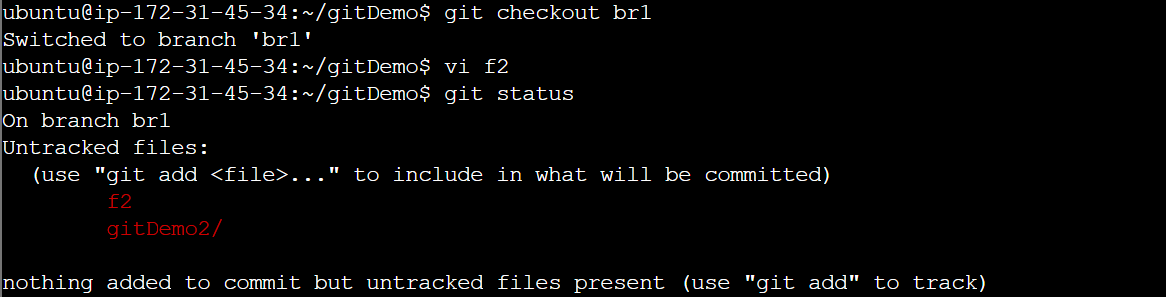 ubuntu@ip-172-31-45-34:~/gitDemo$ git checkout br1
Switched to branch 'br1'
ubuntu@ip-172-31-45-34:~/gitDemo$ vi f2
ubuntu@ip-172-31-45-34:~/gitDemo$ git status
On branch br1
Untracked files:
  (use "git add <file>..." to include in what will be committed)
        f2
        gitDemo2/

nothing added to commit but untracked files present (use "git add" to track)